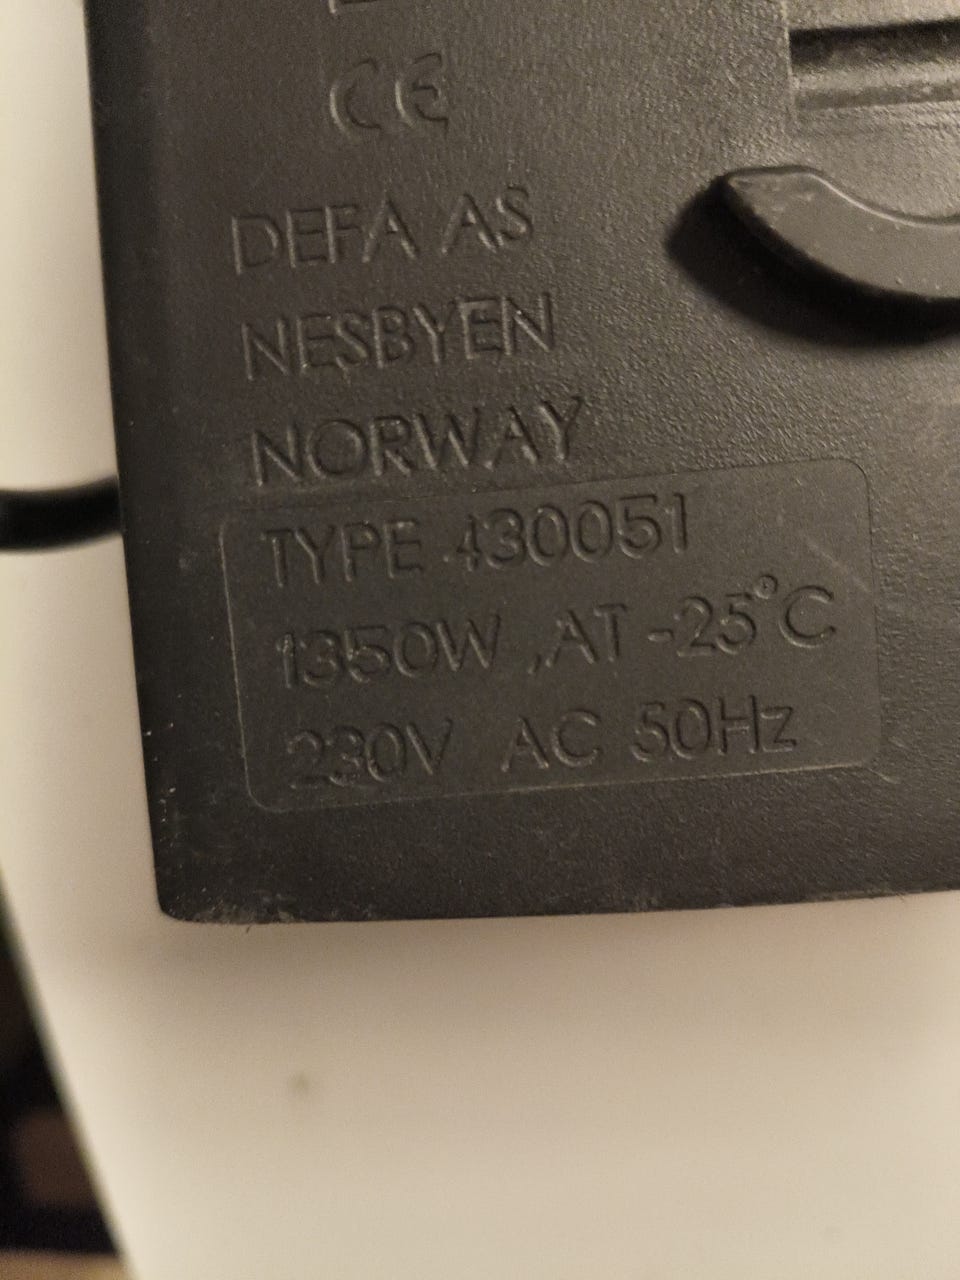 CE
DEFA AS
NESBYEN
NORWAY
TYPE 430051
1350W ,AT -25°C
230V AC 50Hz